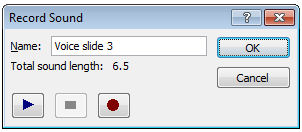 Record Sound
Name: Voice slide 3
OK
Total sound length: 6.5
Cancel